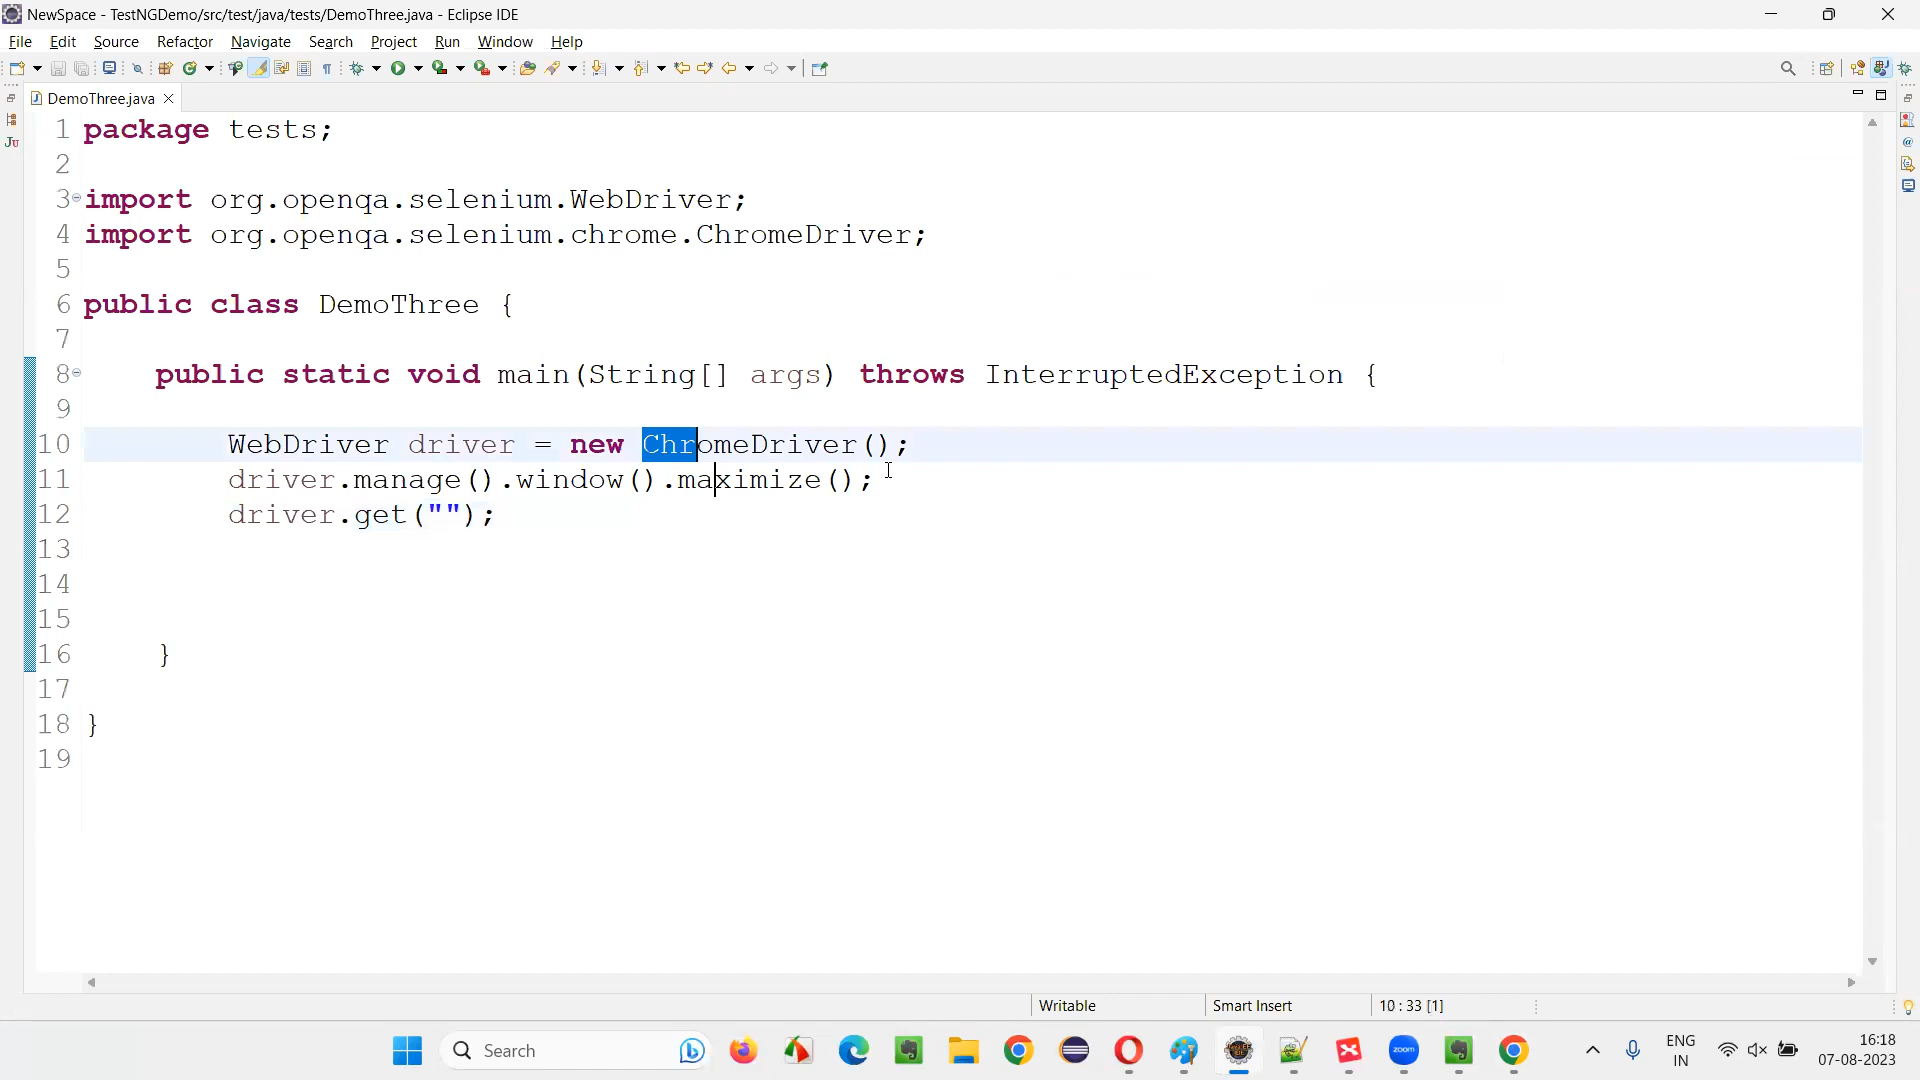 NewSpace - TestNGDemo/src/test/java/tests/DemoThree.java - Eclipse IDE
File Edit Source Refactor Navigate Search Project Run Window Help
DemoThree.java
1 package tests;
2
3 import org.openqa.selenium.WebDriver;
4 import org.openqa.selenium.chrome.ChromeDriver;
5
6 public class DemoThree {
7
8 public static void main(String[] args) throws InterruptedException {
9
10 WebDriver driver = new ChromeDriver();
11 driver.manage().window().maximize();
12 driver.get("");
13
14
15
16 }
17
18 }
19
Writable Smart Insert 10 : 33 [1]
Search
zoom
ENG
IN
16:18
07-08-2023